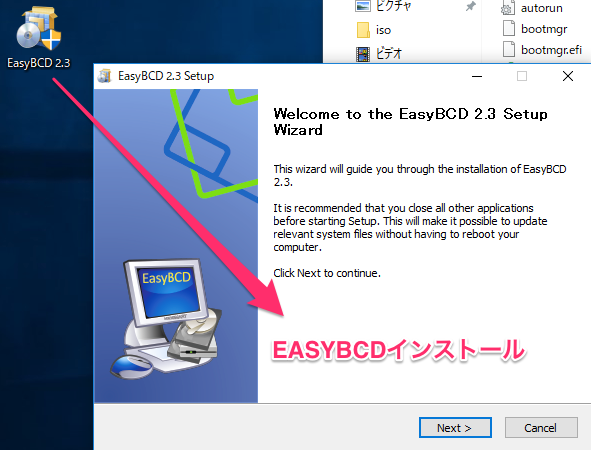 ピクチャ
autorun
iso
bootmgr
ビデオ
bootmgr.efi
EasyBCD 2.3
EasyBCD 2.3 Setup
Welcome to the EasyBCD 2.3 Setup
Wizard
This wizard will guide you through the installation of EasyBCD
2.3.
It is recommended that you close all other applications
before starting Setup. This will make it possible to update
relevant system files without having to reboot your
computer.
Click Next to continue.
EasyBCD
EASYBCDインストール
Next >
Cancel